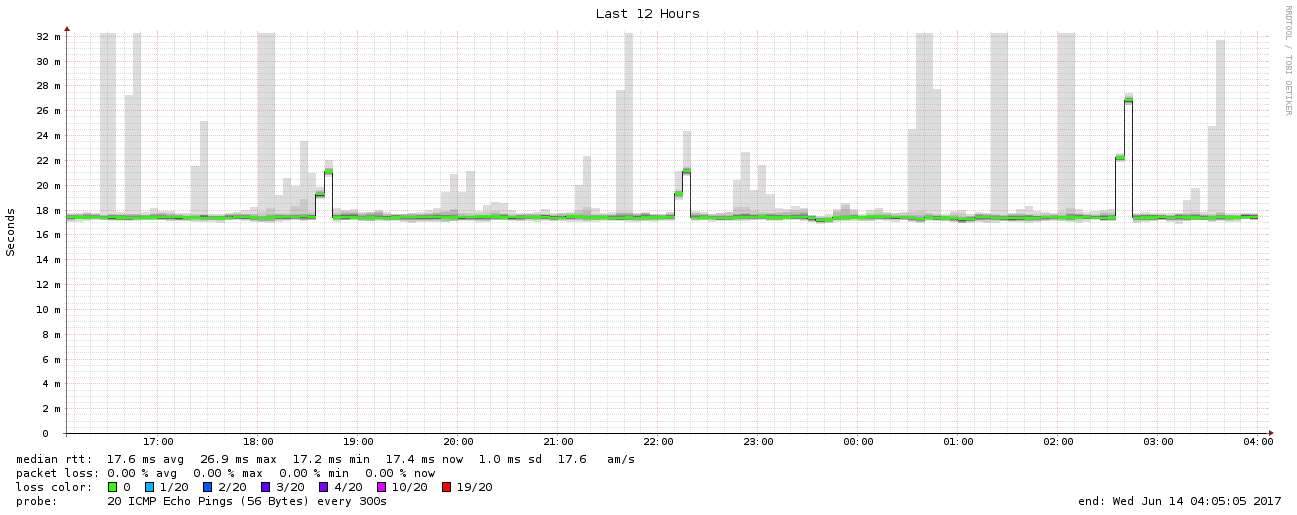 Last 12 Hours
RRDTOOL / TOBI OETIKER
Seconds
32 m
30 m
28 m
26 m
24 m
22 m
20 m
18 m
16 m
14 m
12 m
10 m
8 m
6 m
4 m
2 m
0
17:00 18:00 19:00 20:00 21:00 22:00 23:00 00:00 01:00 02:00 03:00 04:00
median rtt: 17.6 ms avg 26.9 ms max 17.2 ms min 17.4 ms now 1.0 ms sd 17.6 am/s
packet loss: 0.00 % avg 0.00 % max 0.00 % min 0.00 % now
loss color: 0 1/20 2/20 3/20 4/20 10/20 19/20
probe: 20 ICMP Echo Pings (56 Bytes) every 300s end: Wed Jun 14 04:05:05 2017